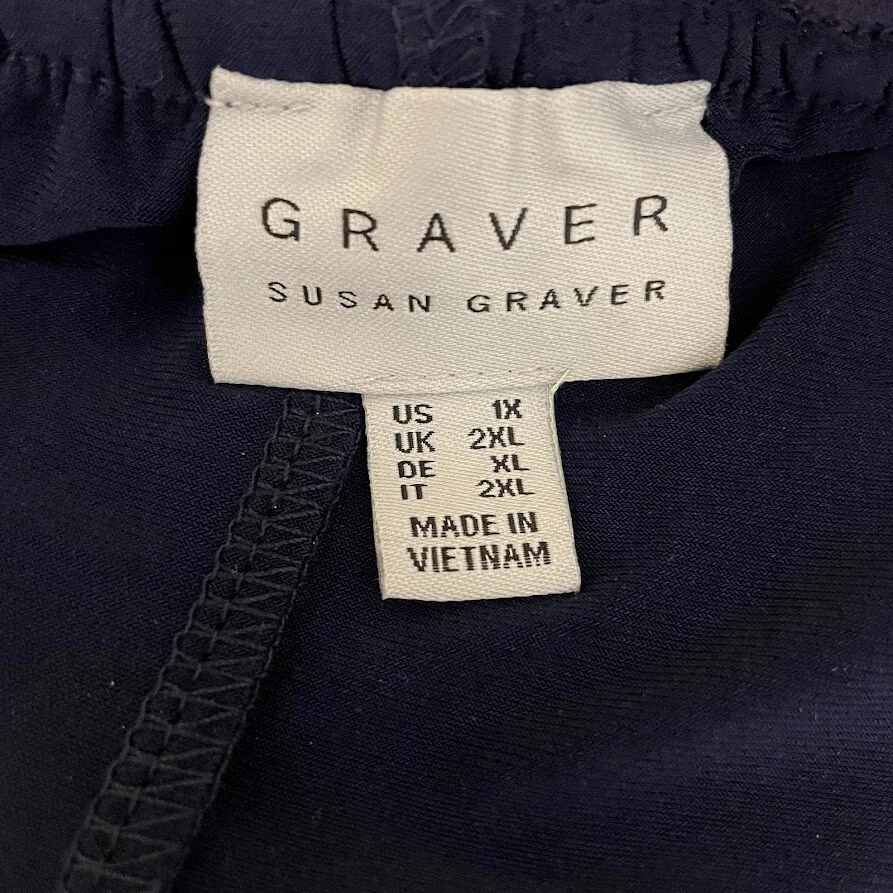 GRAVER
SUSAN GRAVER
US 1X
UK 2XL
DE XL
IT 2XL
MADE IN
VIETNAM